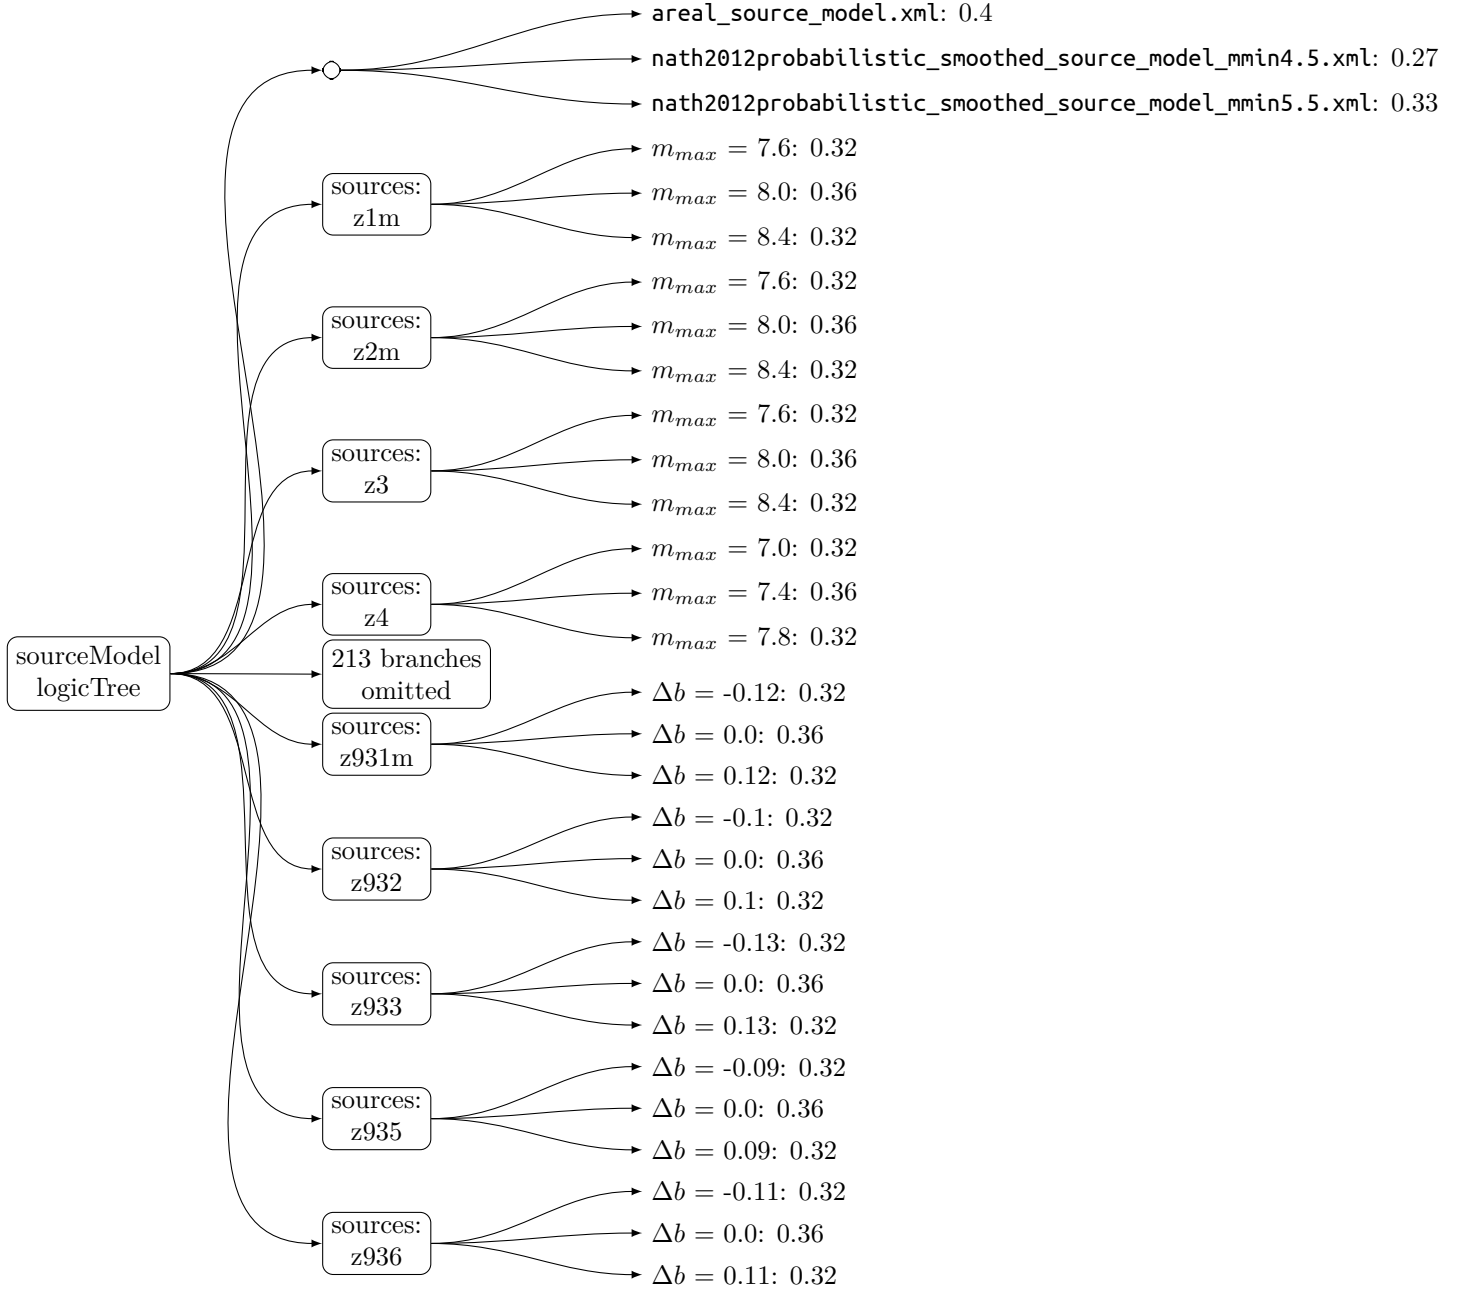 areal_source_model.xml: 0.4
nath2012probabilistic_smoothed_source_model_mmin4.5.xml: 0.27
nath2012probabilistic_smoothed_source_model_mmin5.5.xml: 0.33
m_max = 7.6: 0.32
sources:
z1m
m_max = 8.0: 0.36
m_max = 8.4: 0.32
m_max = 7.6: 0.32
sources:
z2m
m_max = 8.0: 0.36
m_max = 8.4: 0.32
m_max = 7.6: 0.32
sources:
z3
m_max = 8.0: 0.36
m_max = 8.4: 0.32
m_max = 7.0: 0.32
sources:
z4
m_max = 7.4: 0.36
m_max = 7.8: 0.32
sourceModel
logicTree
213 branches
omitted
Δb = -0.12: 0.32
sources:
z931m
Δb = 0.0: 0.36
Δb = 0.12: 0.32
Δb = -0.1: 0.32
sources:
z932
Δb = 0.0: 0.36
Δb = 0.1: 0.32
Δb = -0.13: 0.32
sources:
z933
Δb = 0.0: 0.36
Δb = 0.13: 0.32
Δb = -0.09: 0.32
sources:
z935
Δb = 0.0: 0.36
Δb = 0.09: 0.32
Δb = -0.11: 0.32
sources:
z936
Δb = 0.0: 0.36
Δb = 0.11: 0.32